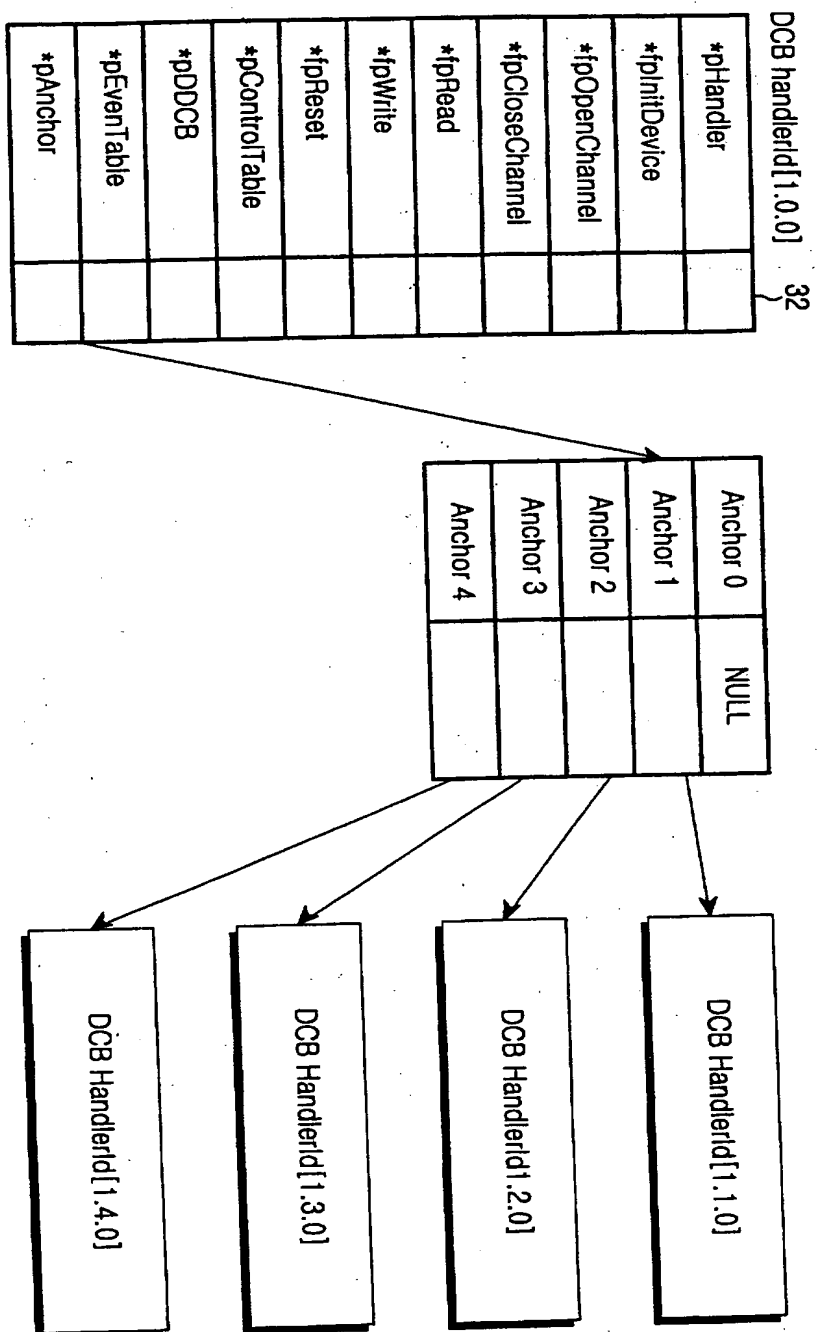 DCB handlerId[1.0.0]
32
*pHandler
*fpInitDevice
*fpOpenChannel
*fpCloseChannel
*fpRead
*fpWrite
*fpReset
*pControlTable
*pDDCB
*pEvenTable
*pAnchor
Anchor 0
NULL
Anchor 1
Anchor 2
Anchor 3
Anchor 4
DCB HandlerId[1.1.0]
DCB HandlerId1.2.0]
DCB HandlerId[1.3.0]
DCB HandlerId[1.4.0]